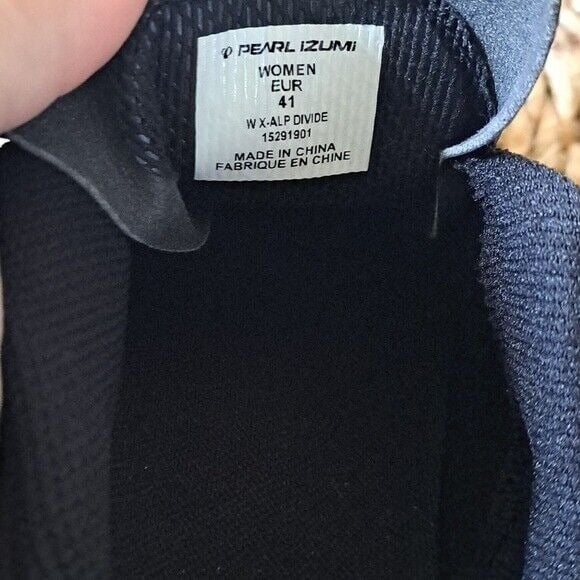 PEARL IZUMi
WOMEN
EUR
41
W X-ALP DIVIDE
15291901
MADE IN CHINA
FABRIQUE EN CHINE